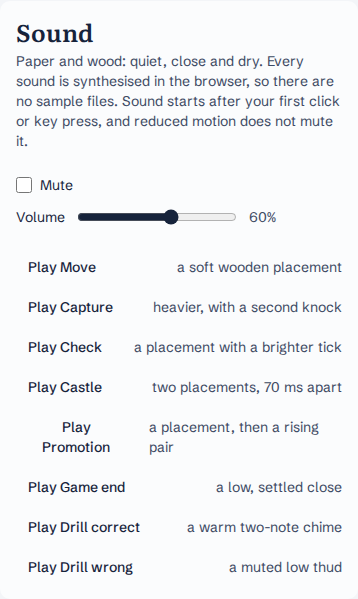 Sound
Paper and wood: quiet, close and dry. Every
sound is synthesised in the browser, so there are
no sample files. Sound starts after your first click
or key press, and reduced motion does not mute
it.
Mute
Volume 60%
Play Move a soft wooden placement
Play Capture heavier, with a second knock
Play Check a placement with a brighter tick
Play Castle two placements, 70 ms apart
Play a placement, then a rising
Promotion pair
Play Game end a low, settled close
Play Drill correct a warm two-note chime
Play Drill wrong a muted low thud